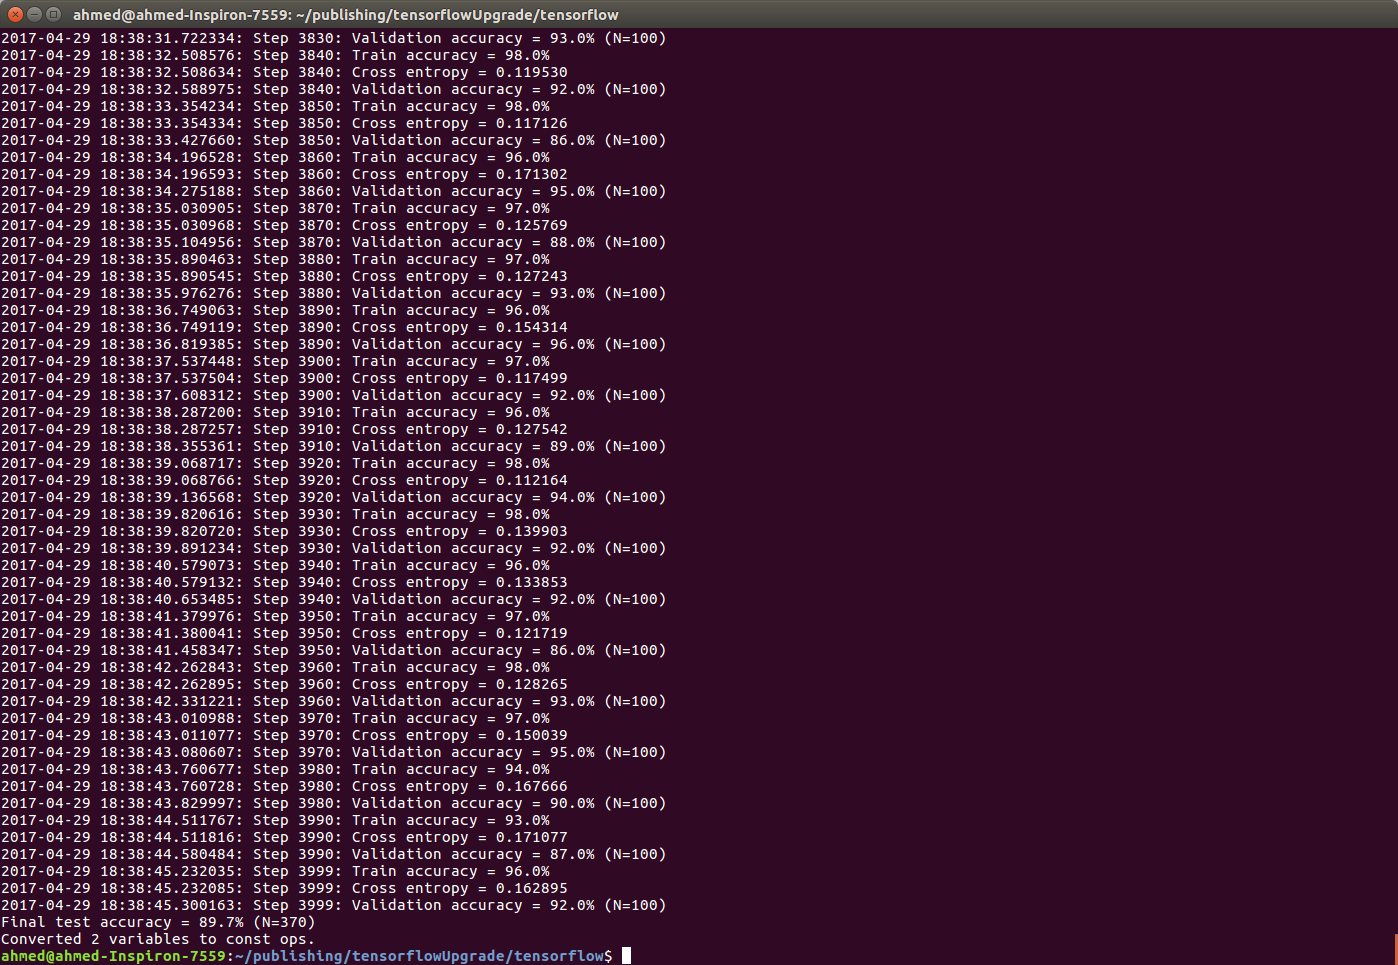 ahmed@ahmed-Inspiron-7559: ~/publishing/tensorflowUpgrade/tensorflow
2017-04-29 18:38:31.722334: Step 3830: Validation accuracy = 93.0% (N=100)
2017-04-29 18:38:32.508576: Step 3840: Train accuracy = 98.0%
2017-04-29 18:38:32.508634: Step 3840: Cross entropy = 0.119530
2017-04-29 18:38:32.588975: Step 3840: Validation accuracy = 92.0% (N=100)
2017-04-29 18:38:33.354234: Step 3850: Train accuracy = 98.0%
2017-04-29 18:38:33.354334: Step 3850: Cross entropy = 0.117126
2017-04-29 18:38:33.427660: Step 3850: Validation accuracy = 86.0% (N=100)
2017-04-29 18:38:34.196528: Step 3860: Train accuracy = 96.0%
2017-04-29 18:38:34.196593: Step 3860: Cross entropy = 0.171302
2017-04-29 18:38:34.275188: Step 3860: Validation accuracy = 95.0% (N=100)
2017-04-29 18:38:35.030905: Step 3870: Train accuracy = 97.0%
2017-04-29 18:38:35.030968: Step 3870: Cross entropy = 0.125769
2017-04-29 18:38:35.104956: Step 3870: Validation accuracy = 88.0% (N=100)
2017-04-29 18:38:35.890463: Step 3880: Train accuracy = 97.0%
2017-04-29 18:38:35.890545: Step 3880: Cross entropy = 0.127243
2017-04-29 18:38:35.976276: Step 3880: Validation accuracy = 93.0% (N=100)
2017-04-29 18:38:36.749063: Step 3890: Train accuracy = 96.0%
2017-04-29 18:38:36.749119: Step 3890: Cross entropy = 0.154314
2017-04-29 18:38:36.819385: Step 3890: Validation accuracy = 96.0% (N=100)
2017-04-29 18:38:37.537448: Step 3900: Train accuracy = 97.0%
2017-04-29 18:38:37.537504: Step 3900: Cross entropy = 0.117499
2017-04-29 18:38:37.608312: Step 3900: Validation accuracy = 92.0% (N=100)
2017-04-29 18:38:38.287200: Step 3910: Train accuracy = 96.0%
2017-04-29 18:38:38.287257: Step 3910: Cross entropy = 0.127542
2017-04-29 18:38:38.355361: Step 3910: Validation accuracy = 89.0% (N=100)
2017-04-29 18:38:39.068717: Step 3920: Train accuracy = 98.0%
2017-04-29 18:38:39.068766: Step 3920: Cross entropy = 0.112164
2017-04-29 18:38:39.136568: Step 3920: Validation accuracy = 94.0% (N=100)
2017-04-29 18:38:39.820616: Step 3930: Train accuracy = 98.0%
2017-04-29 18:38:39.820720: Step 3930: Cross entropy = 0.139903
2017-04-29 18:38:39.891234: Step 3930: Validation accuracy = 92.0% (N=100)
2017-04-29 18:38:40.579073: Step 3940: Train accuracy = 96.0%
2017-04-29 18:38:40.579132: Step 3940: Cross entropy = 0.133853
2017-04-29 18:38:40.653485: Step 3940: Validation accuracy = 92.0% (N=100)
2017-04-29 18:38:41.379976: Step 3950: Train accuracy = 97.0%
2017-04-29 18:38:41.380041: Step 3950: Cross entropy = 0.121719
2017-04-29 18:38:41.458347: Step 3950: Validation accuracy = 86.0% (N=100)
2017-04-29 18:38:42.262843: Step 3960: Train accuracy = 98.0%
2017-04-29 18:38:42.262895: Step 3960: Cross entropy = 0.128265
2017-04-29 18:38:42.331221: Step 3960: Validation accuracy = 93.0% (N=100)
2017-04-29 18:38:43.010988: Step 3970: Train accuracy = 97.0%
2017-04-29 18:38:43.011077: Step 3970: Cross entropy = 0.150039
2017-04-29 18:38:43.080607: Step 3970: Validation accuracy = 95.0% (N=100)
2017-04-29 18:38:43.760677: Step 3980: Train accuracy = 94.0%
2017-04-29 18:38:43.760728: Step 3980: Cross entropy = 0.167666
2017-04-29 18:38:43.829997: Step 3980: Validation accuracy = 90.0% (N=100)
2017-04-29 18:38:44.511767: Step 3990: Train accuracy = 93.0%
2017-04-29 18:38:44.511816: Step 3990: Cross entropy = 0.171077
2017-04-29 18:38:44.580484: Step 3990: Validation accuracy = 87.0% (N=100)
2017-04-29 18:38:45.232035: Step 3999: Train accuracy = 96.0%
2017-04-29 18:38:45.232085: Step 3999: Cross entropy = 0.162895
2017-04-29 18:38:45.300163: Step 3999: Validation accuracy = 92.0% (N=100)
Final test accuracy = 89.7% (N=370)
Converted 2 variables to const ops.
ahmed@ahmed-Inspiron-7559:~/publishing/tensorflowUpgrade/tensorflow$